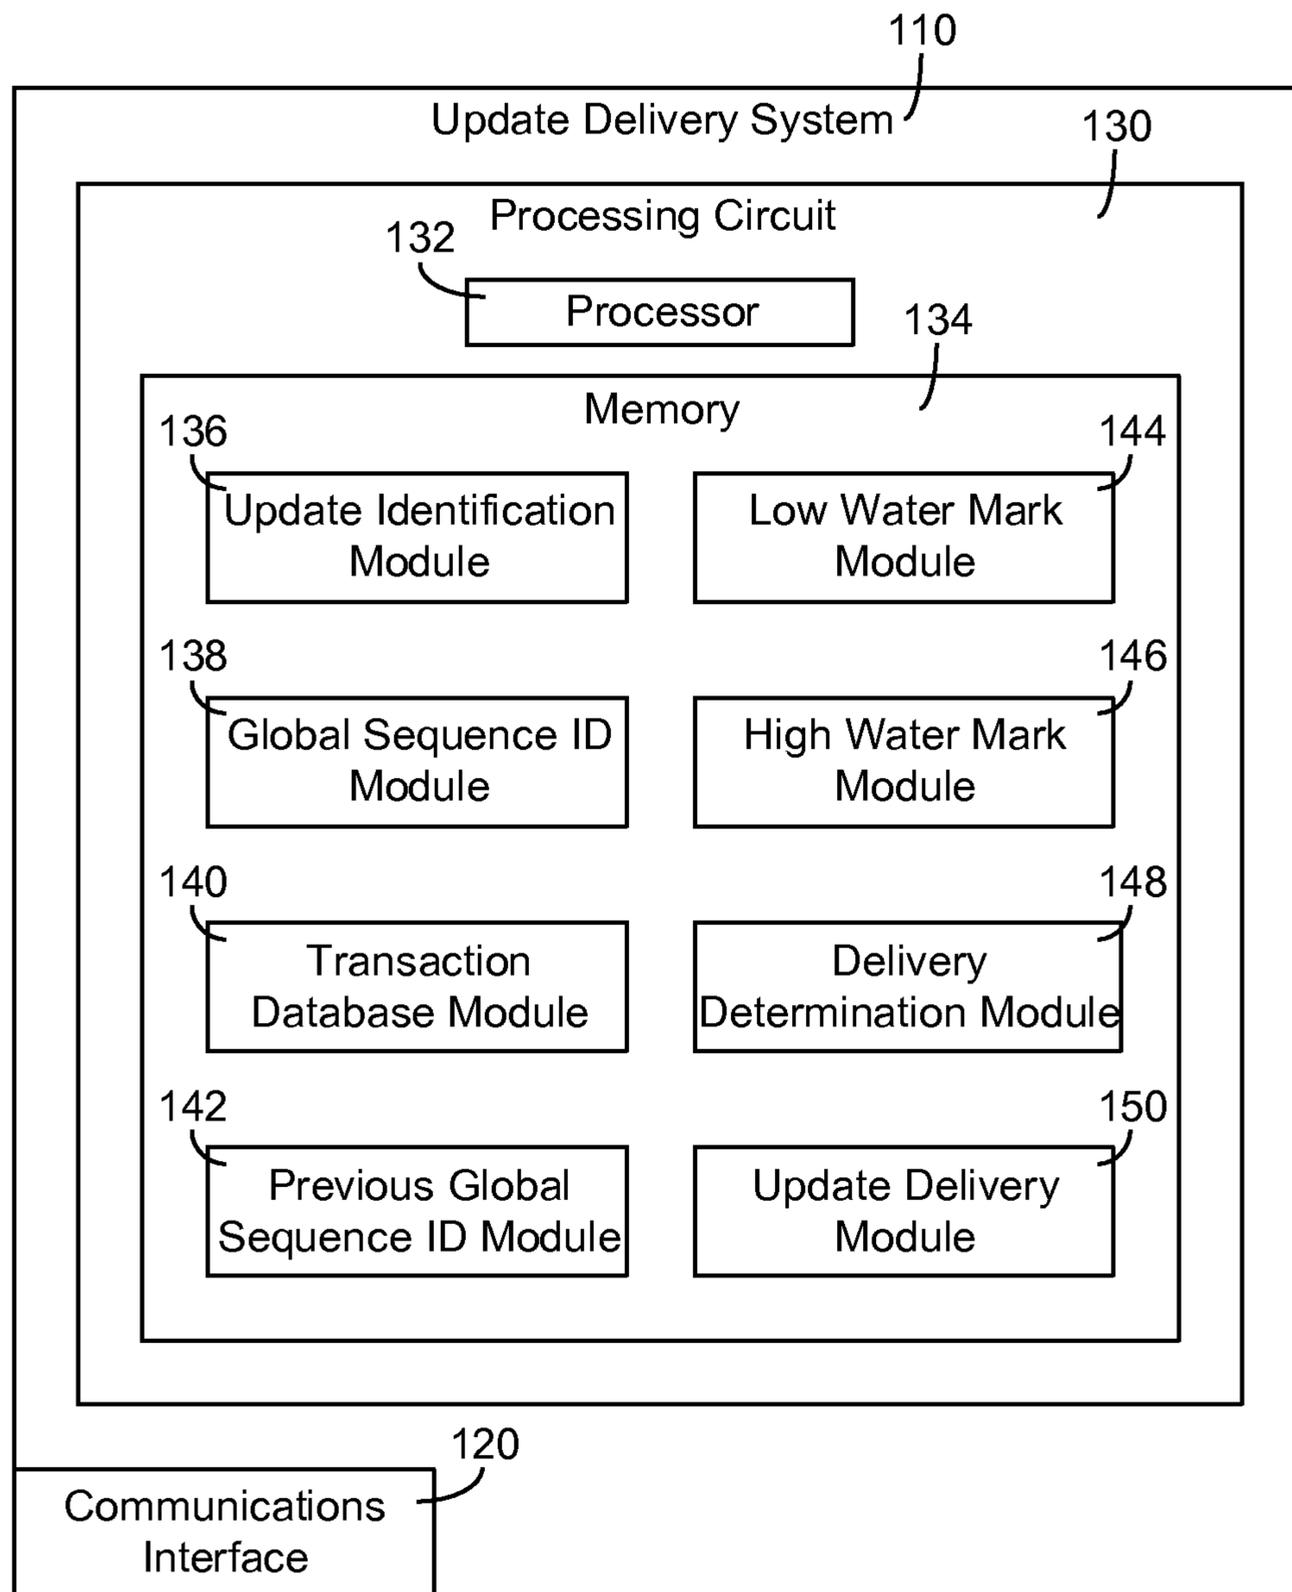 110
Update Delivery System
130
Processing Circuit
132
Processor
134
Memory
136
Update Identification
Module
144
Low Water Mark
Module
138
Global Sequence ID
Module
146
High Water Mark
Module
140
Transaction
Database Module
148
Delivery
Determination Module
142
Previous Global
Sequence ID Module
150
Update Delivery
Module
120
Communications
Interface